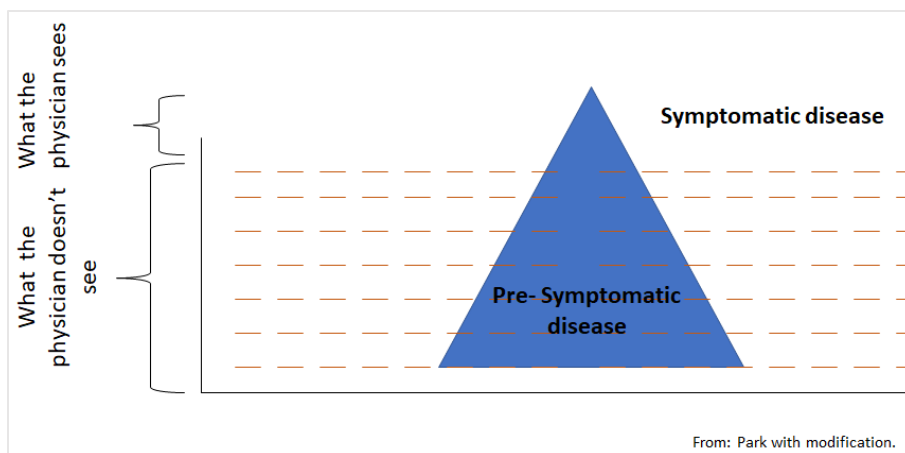 What the
physician sees
What the
physician doesn't
see
Symptomatic disease
Pre- Symptomatic
disease
From: Park with modification.